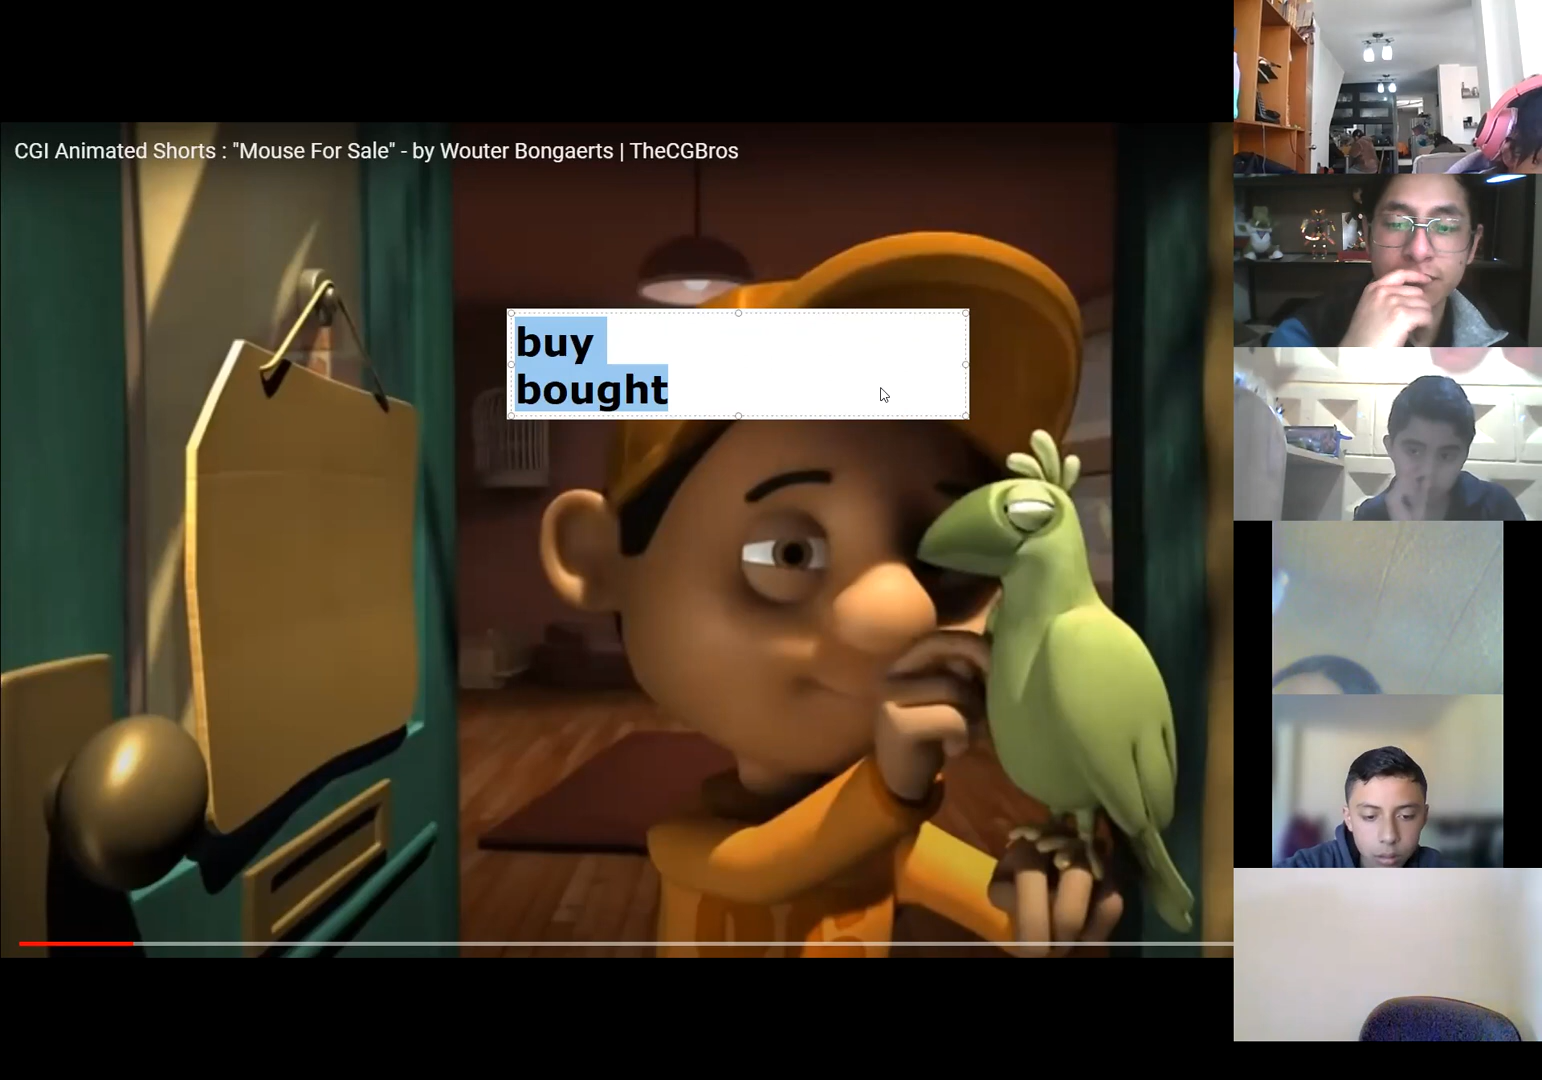 CGI Animated Shorts : "Mouse For Sale" - by Wouter Bongaerts | TheCGBros
buy
bought